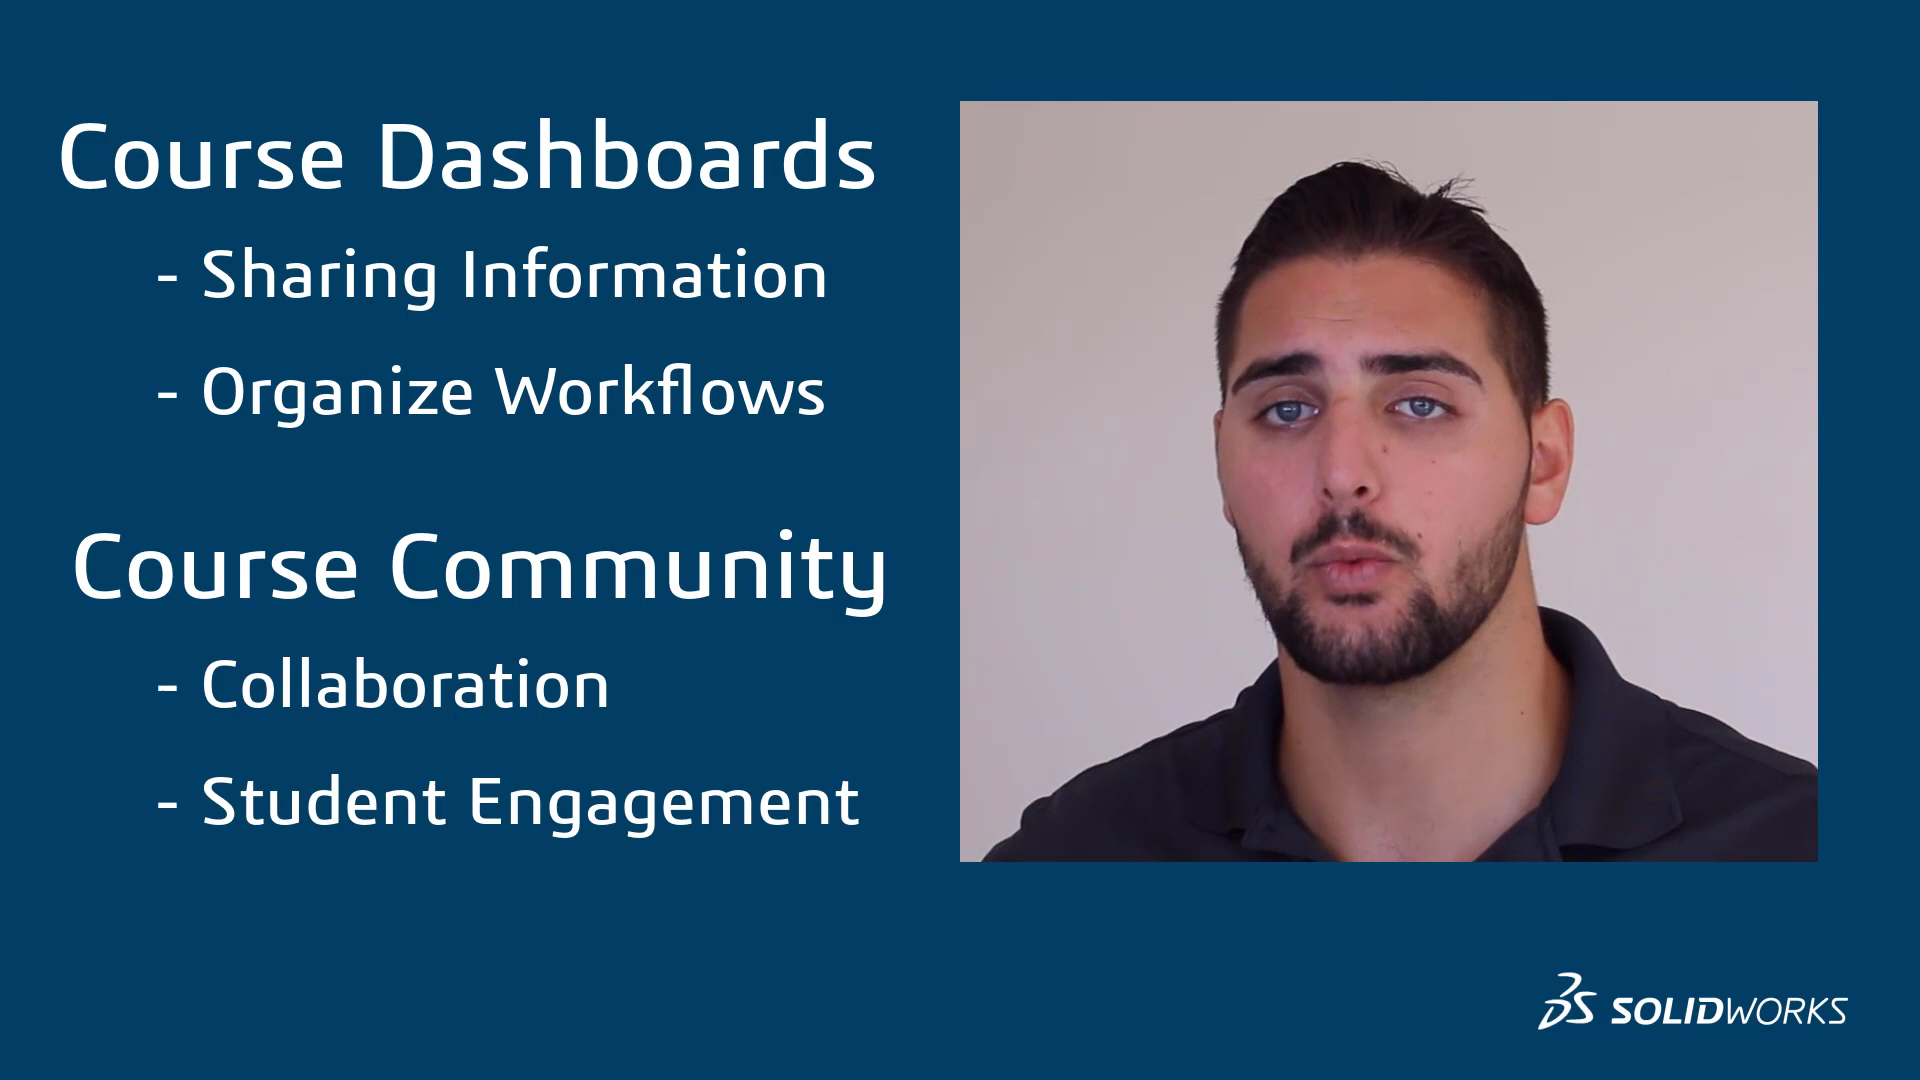 Course Dashboards
- Sharing Information
- Organize Workflows
Course Community
- Collaboration
- Student Engagement
SOLIDWORKS